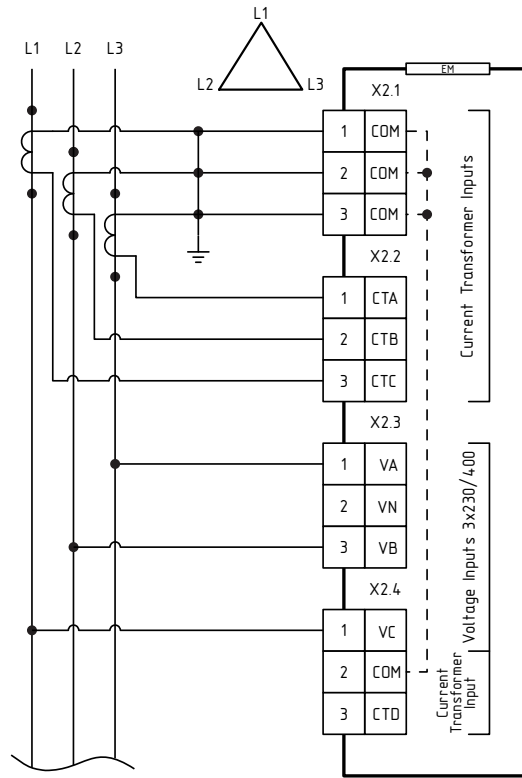 L1
L1 L2 L3
L2 L3
EM
X2.1
1 COM
2 COM
3 COM
Current Transformer Inputs
X2.2
1 CTA
2 CTB
3 CTC
X2.3
1 VA
2 VN
3 VB
Voltage Inputs 3x230/400
X2.4
1 VC
2 COM
3 CTD
Current
Transformer
Input